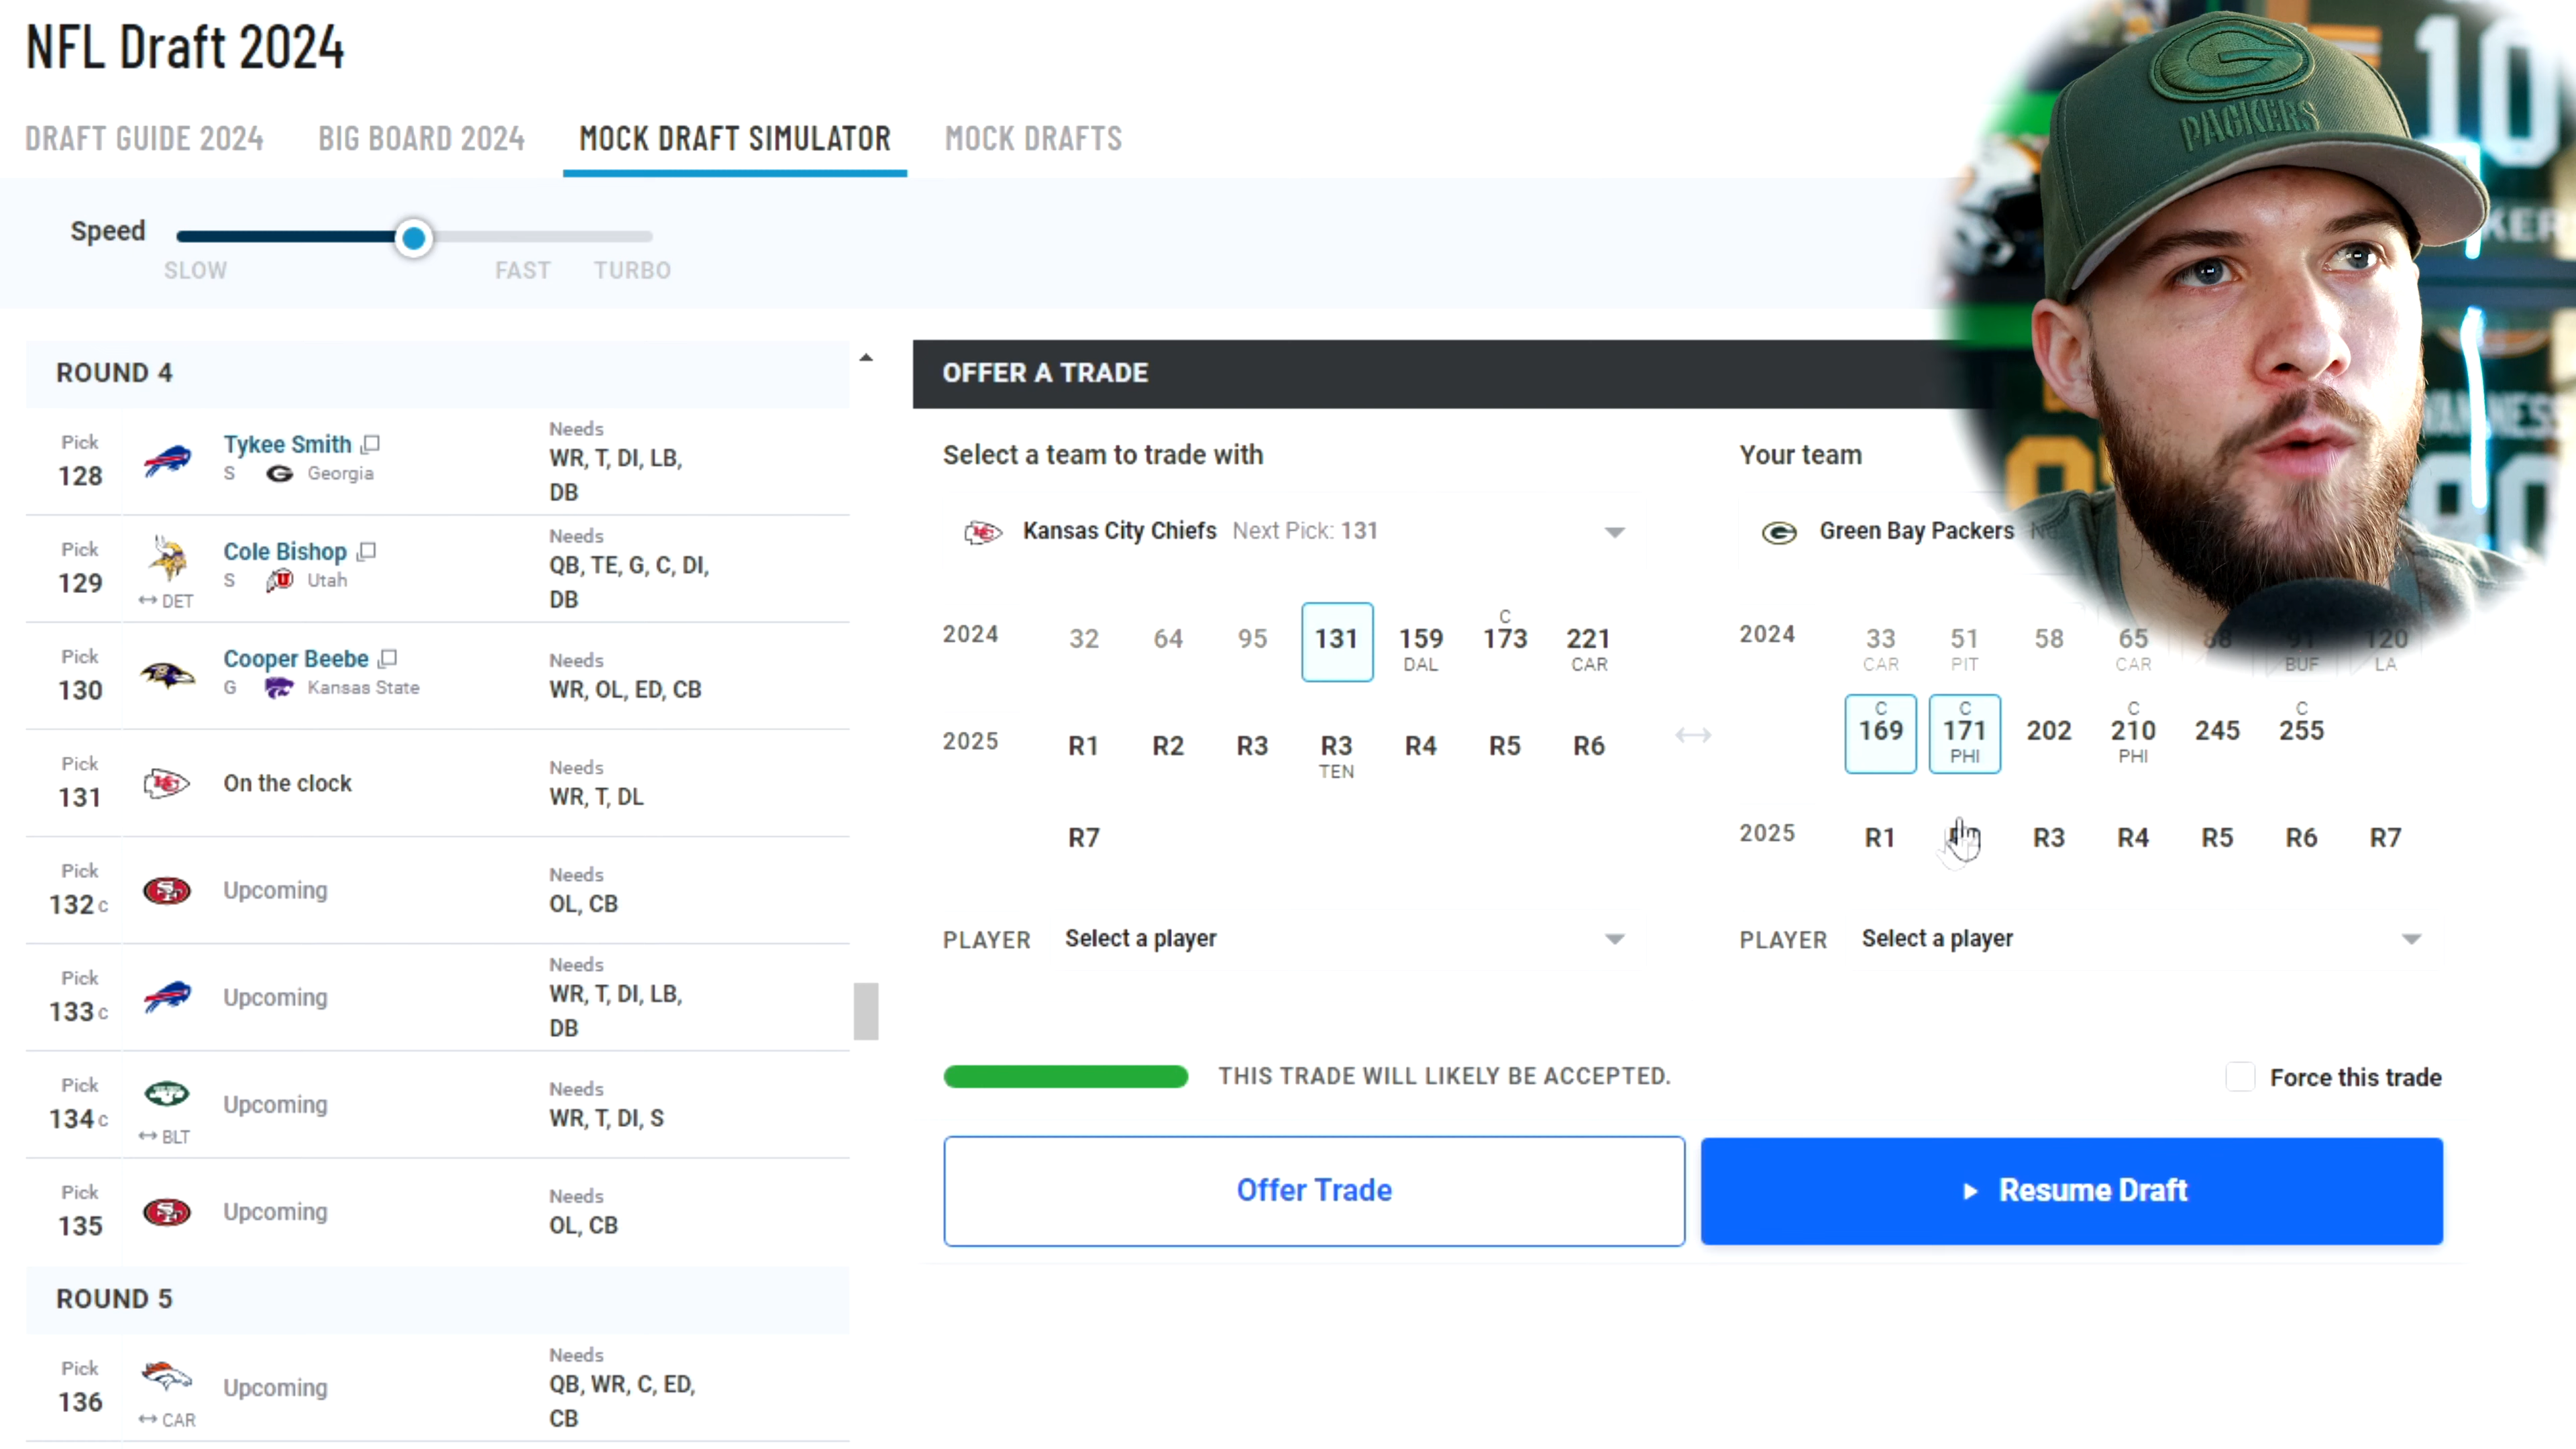 NFL Draft 2024
DRAFT GUIDE 2024 BIG BOARD 2024 MOCK DRAFT SIMULATOR MOCK DRAFTS
Speed
SLOW FAST TURBO
ROUND 4
Pick 128 Tykee Smith S Georgia Needs WR, T, DI, LB, DB
Pick 129 DET Cole Bishop S Utah Needs QB, TE, G, C, DI, DB
Pick 130 Cooper Beebe G Kansas State Needs WR, OL, ED, CB
Pick 131 On the clock Needs WR, T, DL
Pick 132 C Upcoming Needs OL, CB
Pick 133 C Upcoming Needs WR, T, DI, LB, DB
Pick 134 C BLT Upcoming Needs WR, T, DI, S
Pick 135 Upcoming Needs OL, CB
ROUND 5
Pick 136 CAR Upcoming Needs QB, WR, C, ED, CB
OFFER A TRADE
Select a team to trade with
Kansas City Chiefs Next Pick: 131
2024 32 64 95 131 159 DAL C 173 221 CAR
2025 R1 R2 R3 R3 TEN R4 R5 R6
R7
PLAYER Select a player
Your team
Green Bay Packers
2024 33 CAR 51 PIT 58 65 CAR 88 91 BUF 120 LA
C 169 C 171 PHI 202 C 210 PHI 245 C 255
2025 R1 R3 R4 R5 R6 R7
PLAYER Select a player
THIS TRADE WILL LIKELY BE ACCEPTED.
Force this trade
Offer Trade
Resume Draft
G
PACKERS
10